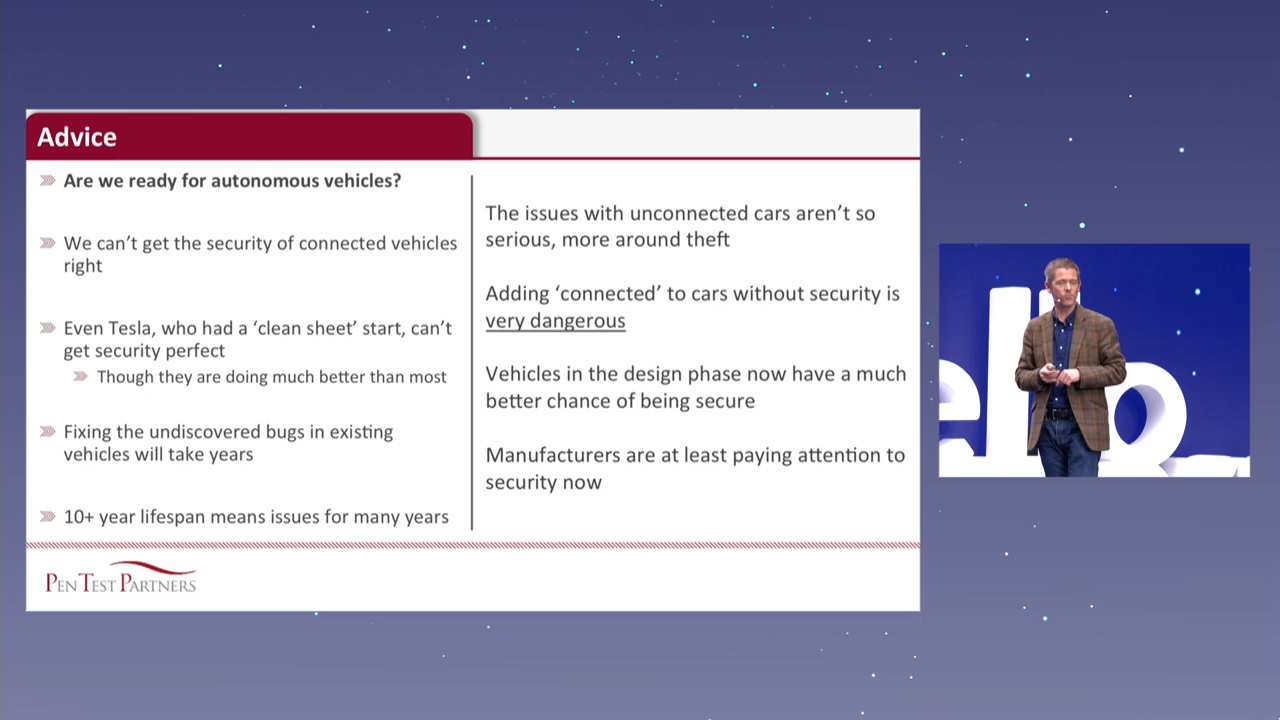 Advice
Are we ready for autonomous vehicles?
We can't get the security of connected vehicles
right
Even Tesla, who had a 'clean sheet' start, can't
get security perfect
Though they are doing much better than most
Fixing the undiscovered bugs in existing
vehicles will take years
10+ year lifespan means issues for many years
The issues with unconnected cars aren't so
serious, more around theft
Adding 'connected' to cars without security is
very dangerous
Vehicles in the design phase now have a much
better chance of being secure
Manufacturers are at least paying attention to
security now
PEN TEST PARTNERS